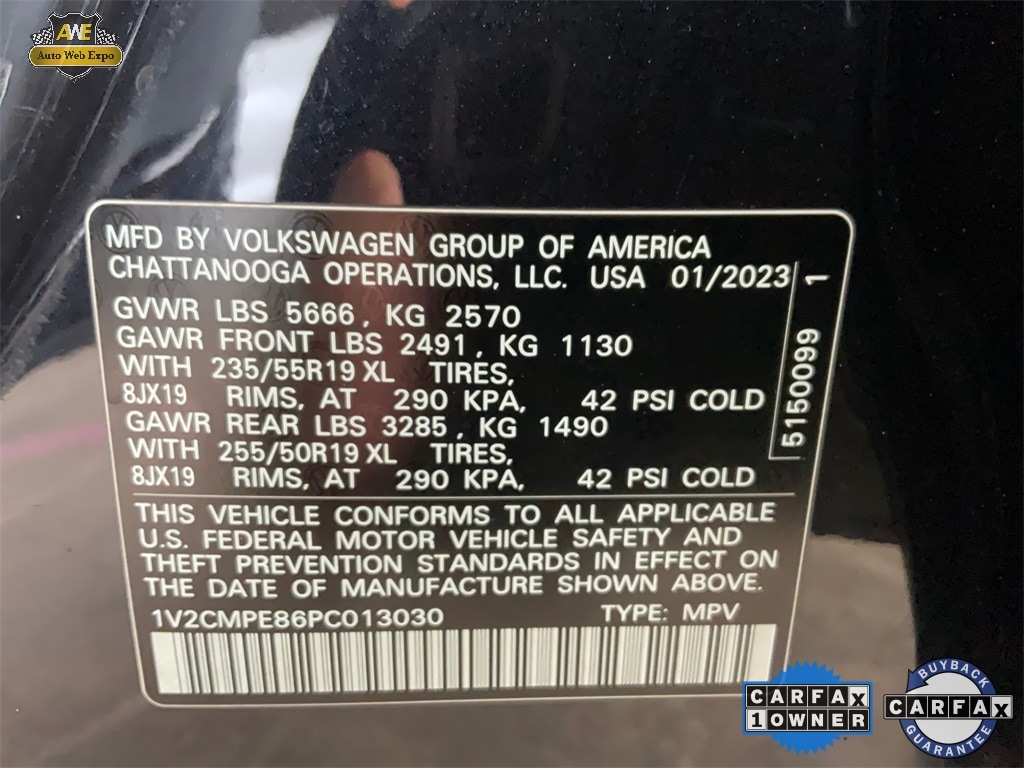 AWE
Auto Web Expo
MFD BY VOLKSWAGEN GROUP OF AMERICA
CHATTANOOGA OPERATIONS, LLC. USA 01/2023
GVWR LBS 5666, KG 2570
GAWR FRONT LBS 2491, KG 1130
WITH 235/55R19 XL TIRES,
8JX19 RIMS, AT 290 KPA, 42 PSI COLD
GAWR REAR LBS 3285, KG 1490
WITH 255/50R19 XL TIRES,
8JX19 RIMS, AT 290 KPA, 42 PSI COLD
5150099 1
THIS VEHICLE CONFORMS TO ALL APPLICABLE
U.S. FEDERAL MOTOR VEHICLE SAFETY AND
THEFT PREVENTION STANDARDS IN EFFECT ON
THE DATE OF MANUFACTURE SHOWN ABOVE.
1V2CMPE86PC013030 TYPE: MPV
CARFAX
1 OWNER
BUYBACK
CARFAX
GUARANTEE